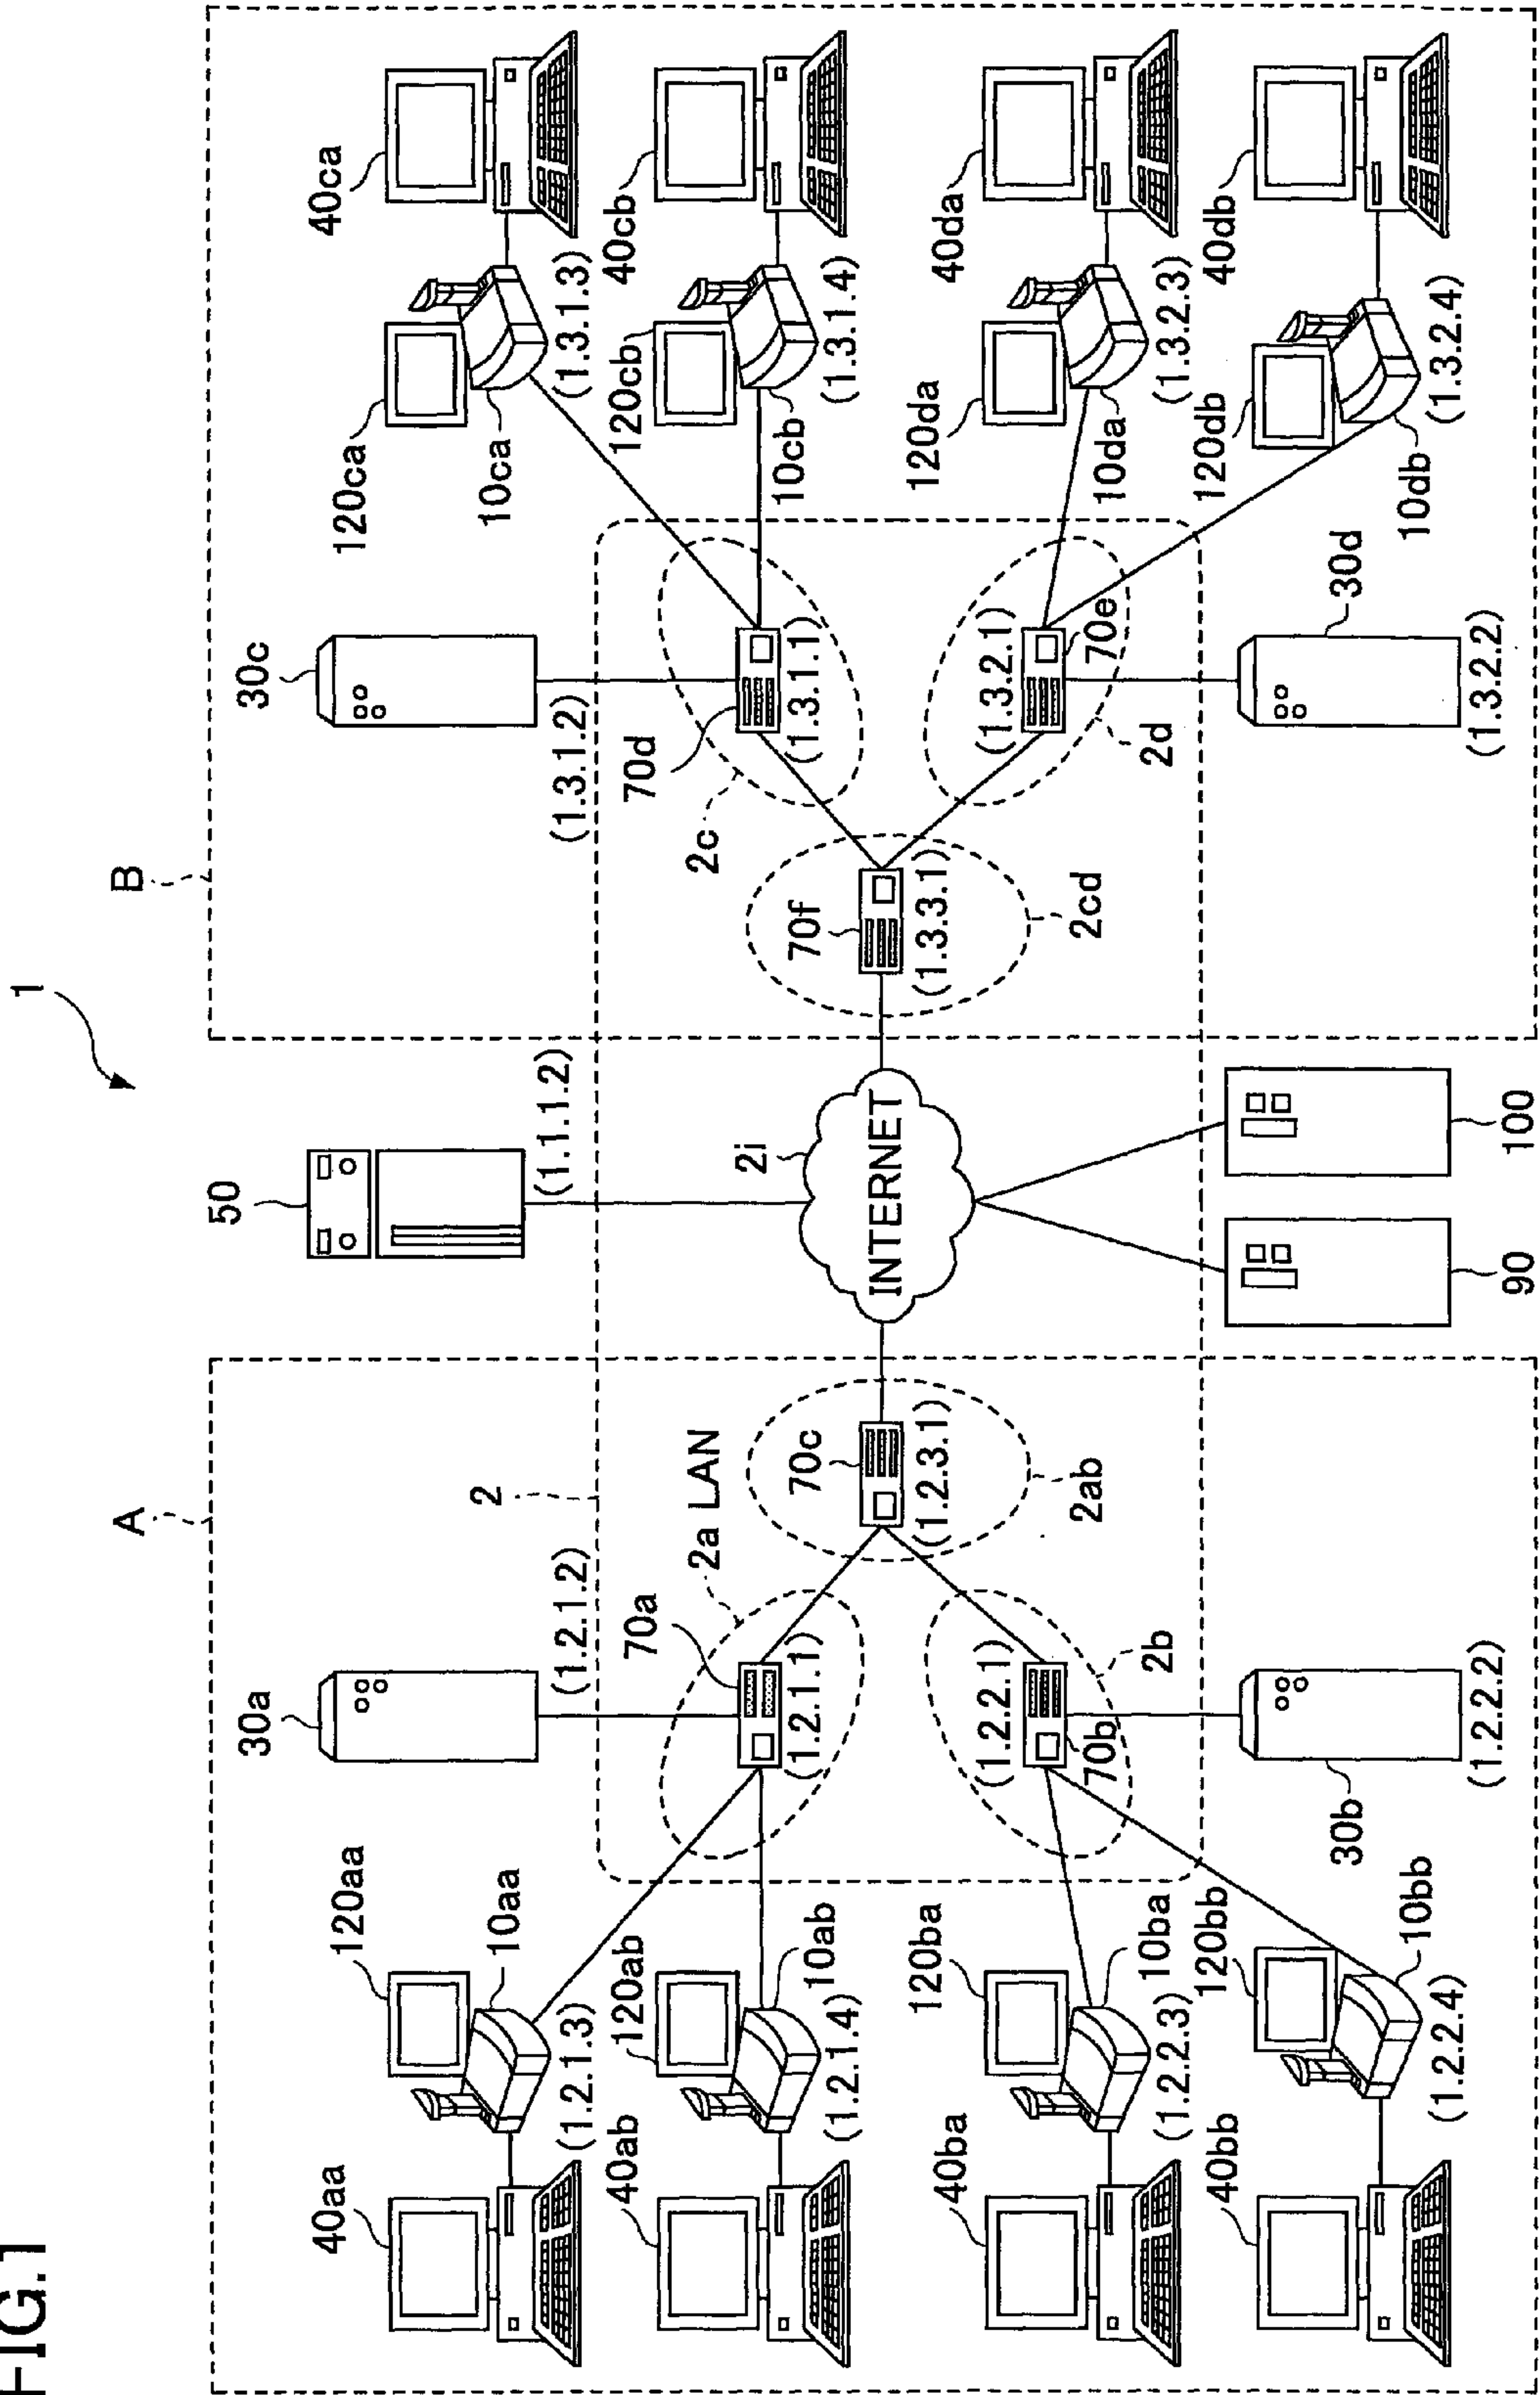 FIG.1
1
A
B
30a
(1.2.1.2)
50
(1.1.1.2)
30c
(1.3.1.2)
40aa
120aa
10aa
(1.2.1.3)
2
2a LAN
70a
(1.2.1.1)
40ab
120ab
10ab
(1.2.1.4)
70c
(1.2.3.1)
2ab
2i
INTERNET
70f
(1.3.3.1)
2cd
2c
70d
(1.3.1.1)
120ca
10ca
(1.3.1.3)
40ca
120cb
10cb
(1.3.1.4)
40cb
40ba
120ba
10ba
(1.2.2.3)
(1.2.2.1)
70b
2b
40bb
120bb
10bb
(1.2.2.4)
30b
(1.2.2.2)
90
100
(1.3.2.1)
70e
2d
30d
(1.3.2.2)
120da
10da
(1.3.2.3)
40da
120db
10db
(1.3.2.4)
40db